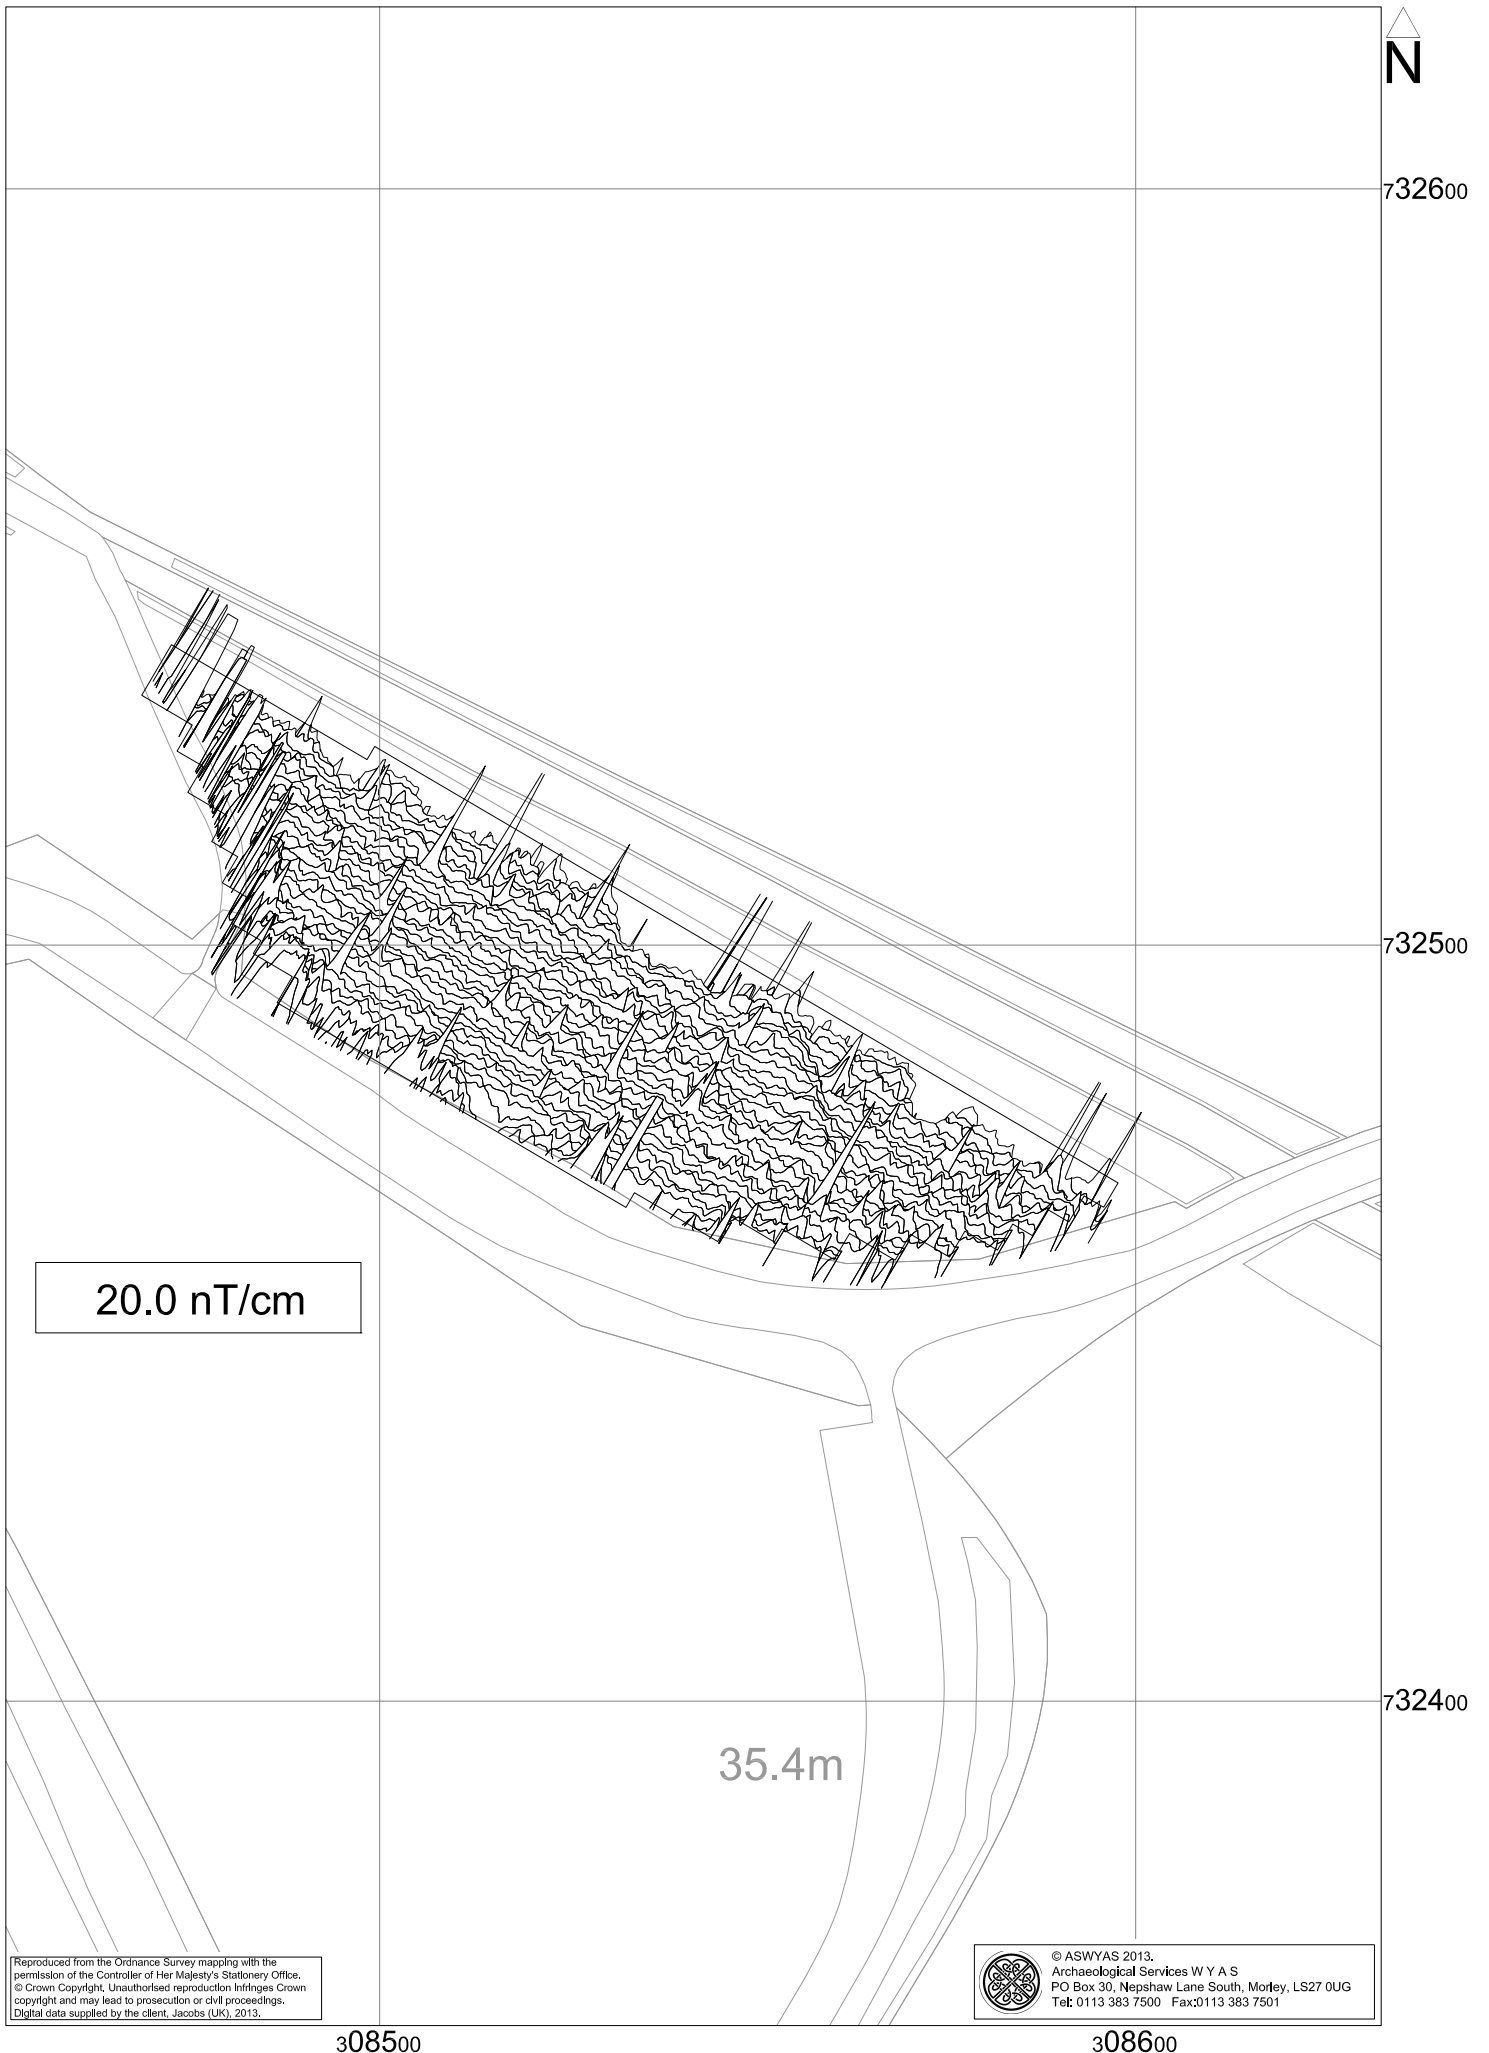 N
732600
732500
20.0 nT/cm
732400
35.4m
Reproduced from the Ordnance Survey mapping with the
permission of the Controller of Her Majesty's Stationery Office.
© Crown Copyright, Unauthorised reproduction Infringes Crown
copyright and may lead to prosecution or civil proceedings.
Digital data supplied by the client, Jacobs (UK), 2013.
© ASWYAS 2013.
Archaeological Services W Y A S
PO Box 30, Nepshaw Lane South, Morley, LS27 0UG
Tel: 0113 383 7500 Fax:0113 383 7501
308500
308600